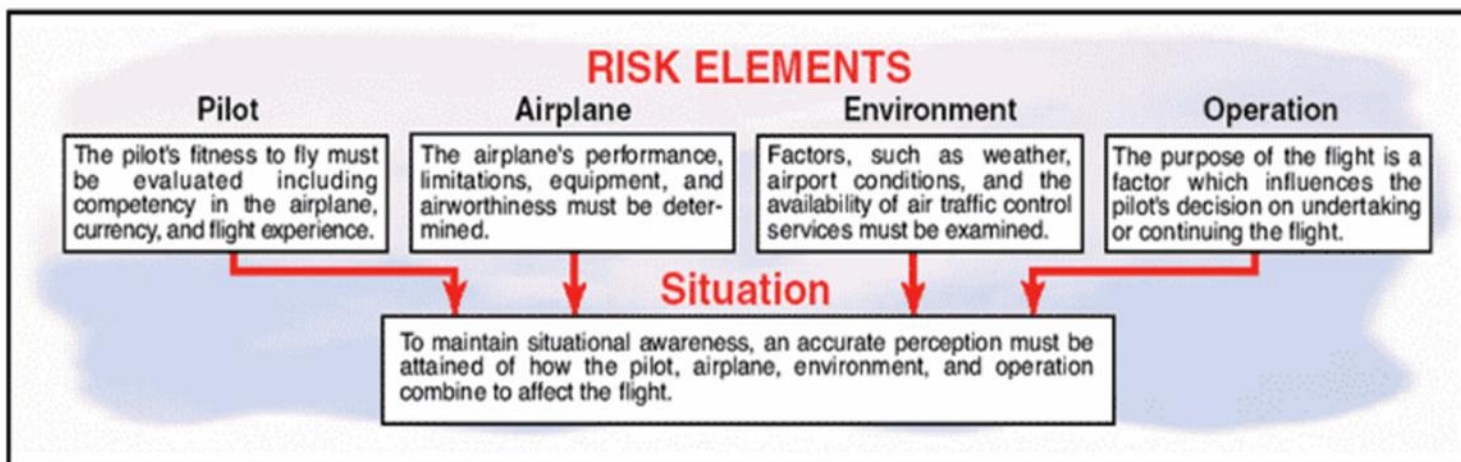 RISK ELEMENTS
Pilot
The pilot's fitness to fly must
be evaluated including
competency in the airplane,
currency, and flight experience.
Airplane
The airplane's performance,
limitations, equipment, and
airworthiness must be deter-
mined.
Environment
Factors, such as weather,
airport conditions, and the
availability of air traffic control
services must be examined.
Operation
The purpose of the flight is a
factor which influences the
pilot's decision on undertaking
or continuing the flight.
Situation
To maintain situational awareness, an accurate perception must be
attained of how the pilot, airplane, environment, and operation
combine to affect the flight.